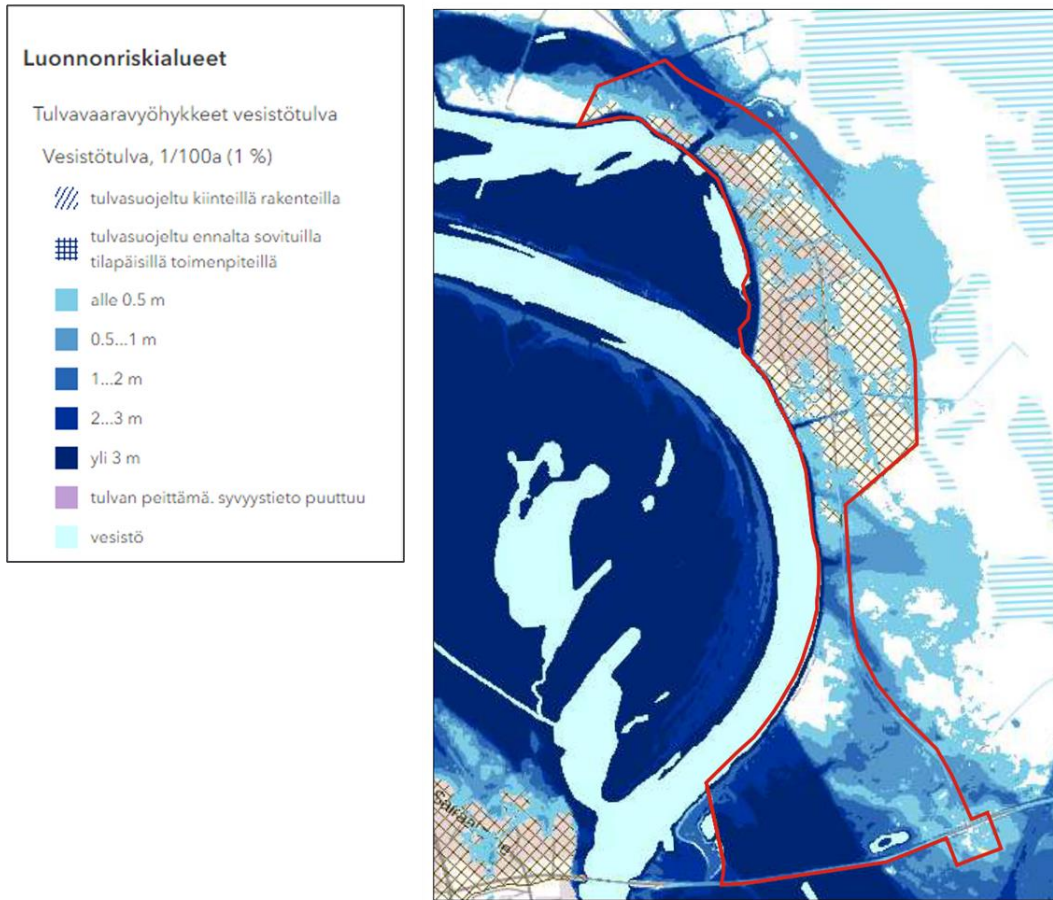 Luonnonriskialueet
Tulvavaaravyöhykkeet vesistötulva
Vesistötulva, 1/100a (1 %)
tulvasuojeltu kiinteillä rakenteilla
tulvasuojeltu ennalta sovituilla
tilapäisillä toimenpiteillä
alle 0.5 m
0.5...1 m
1...2 m
2...3 m
yli 3 m
tulvan peittämä. syvyystieto puuttuu
vesistö